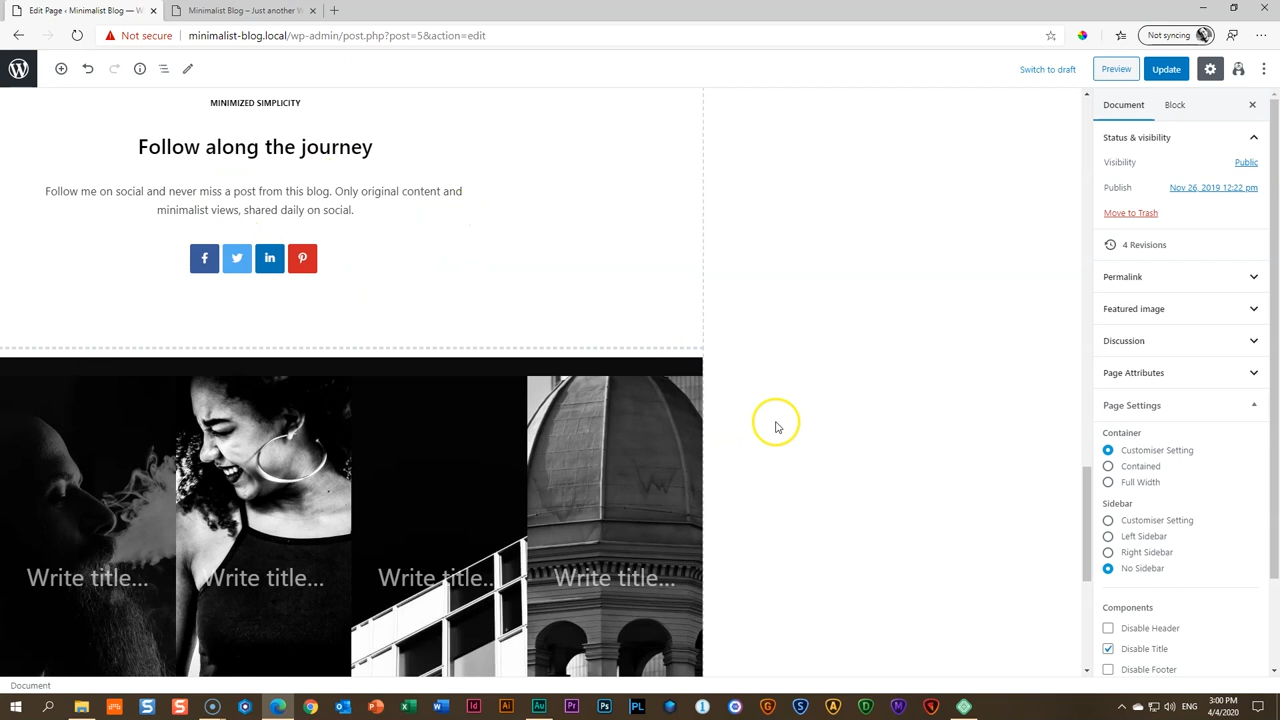 Edit Page ‹ Minimalist Blog — W
Minimalist Blog – Just another W
Not secure
minimalist-blog.local/wp-admin/post.php?post=5&action=edit
Not syncing
Switch to draft
Preview
Update
MINIMIZED SIMPLICITY
Follow along the journey
Follow me on social and never miss a post from this blog. Only original content and
minimalist views, shared daily on social.
Write title...
Write title...
Write title...
Write title...
Document
Block
Status & visibility
Visibility
Public
Publish
Nov 26, 2019 12:22 pm
Move to Trash
4 Revisions
Permalink
Featured image
Discussion
Page Attributes
Page Settings
Container
Customiser Setting
Contained
Full Width
Sidebar
Customiser Setting
Left Sidebar
Right Sidebar
No Sidebar
Components
Disable Header
Disable Title
Disable Footer
Document
ENG
3:00 PM
4/4/2020